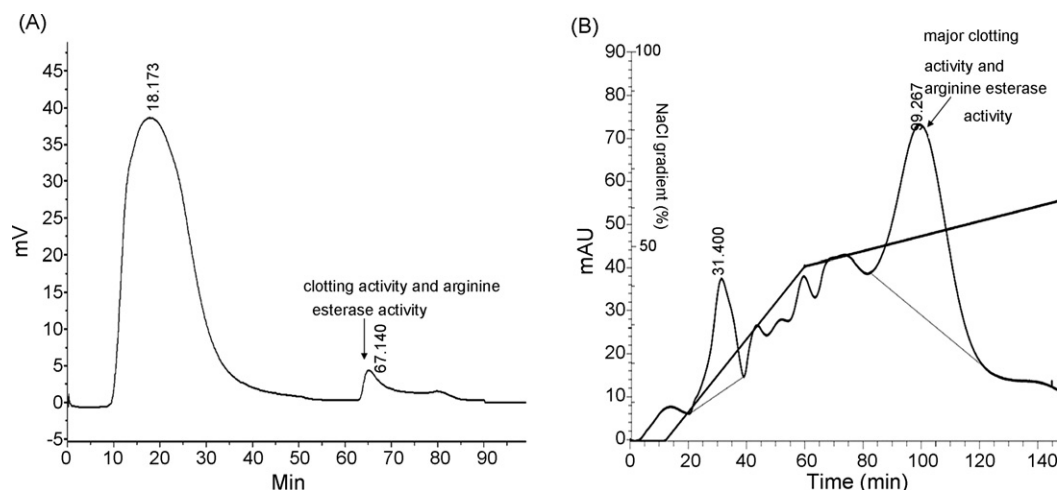 (A)
45
40
35
30
25
20
15
10
5
0
-5
mV
18.173
clotting activity and arginine
esterase activity
67.140
0 10 20 30 40 50 60 70 80 90
Min
(B)
90
80
70
60
50
40
30
20
10
0
mAU
100
50
NaCl gradient (%)
31.400
99.267
major clotting
activity and
arginine esterase
activity
0 20 40 60 80 100 120 140
Time (min)